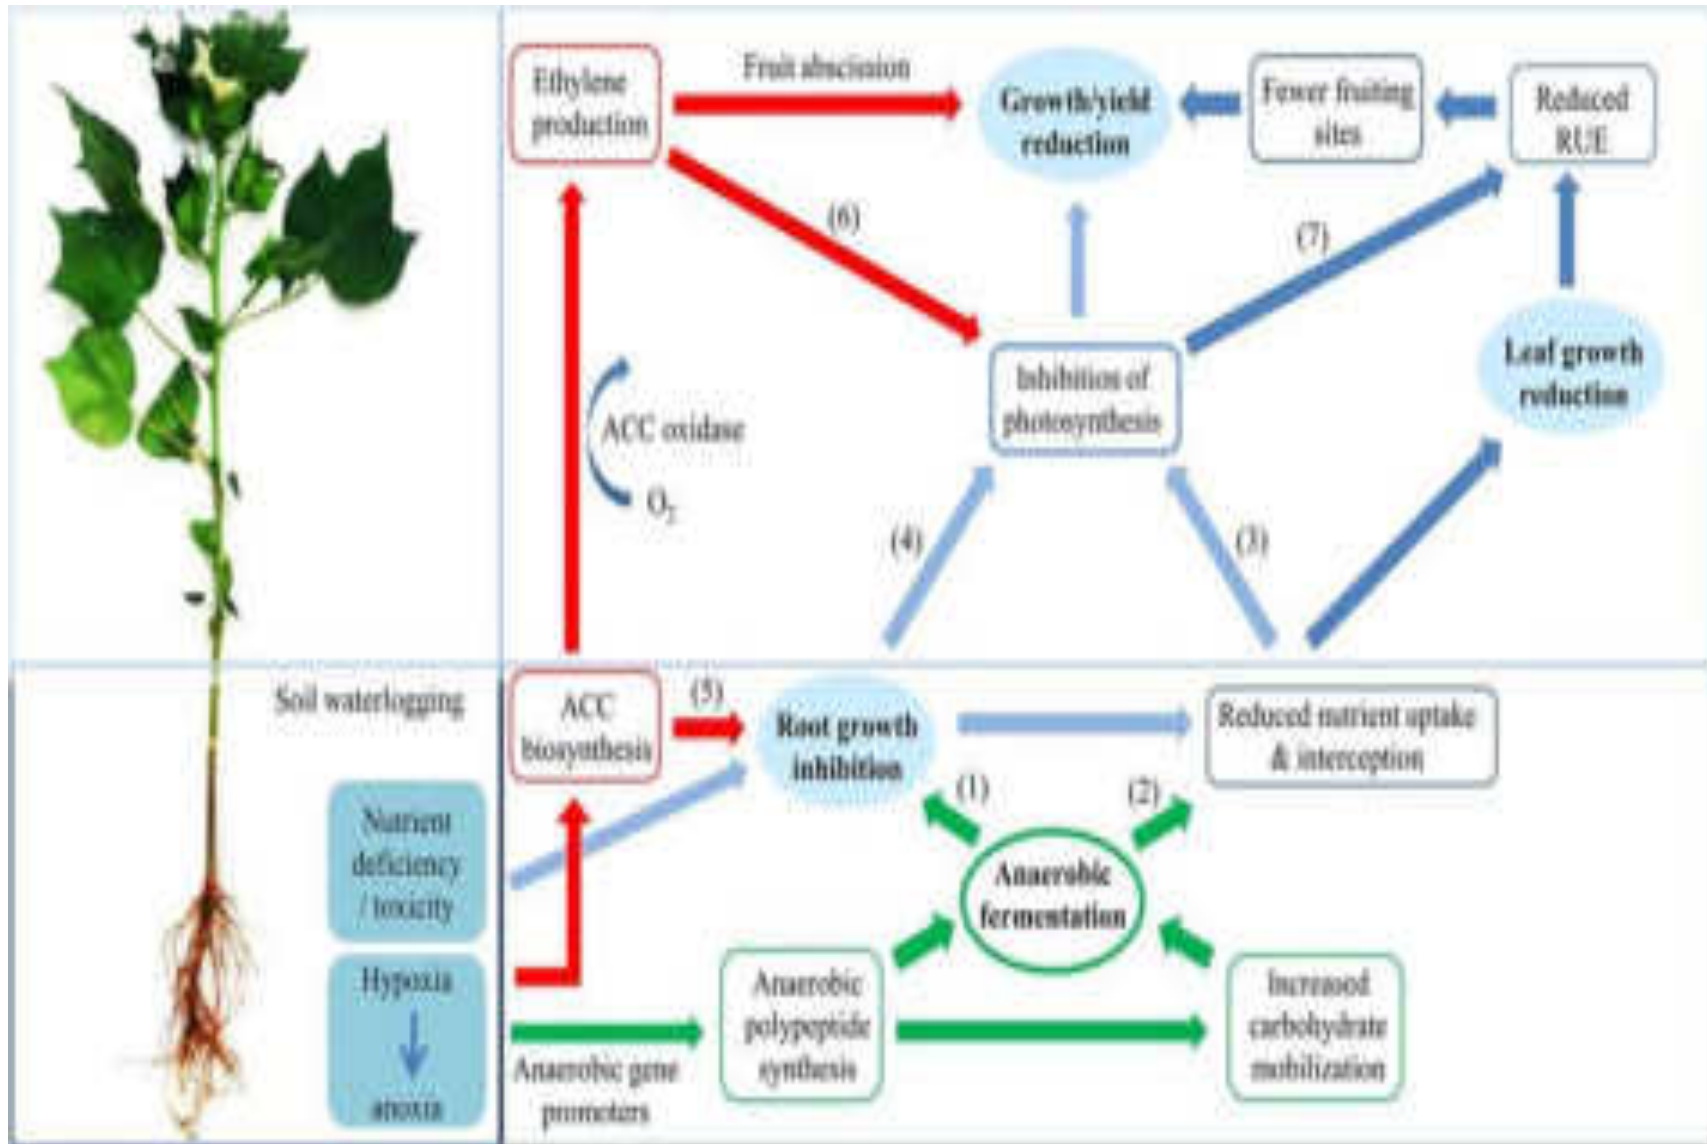 Ethylene
production
Fruit abscission
Growth/yield
reduction
Fewer fruiting
sites
Reduced
RUE
(6)
(7)
Inhibition of
photosynthesis
Leaf growth
reduction
ACC oxidase
O₂
(4)
(3)
Soil waterlogging
ACC
biosynthesis
(5)
Root growth
inhibition
Reduced nutrient uptake
& interception
Nutrient
deficiency
/ toxicity
(1)
(2)
Anaerobic
fermentation
Hypoxia
anoxia
Anaerobic gene
promoters
Anaerobic
polypeptide
synthesis
Increased
carbohydrate
mobilization